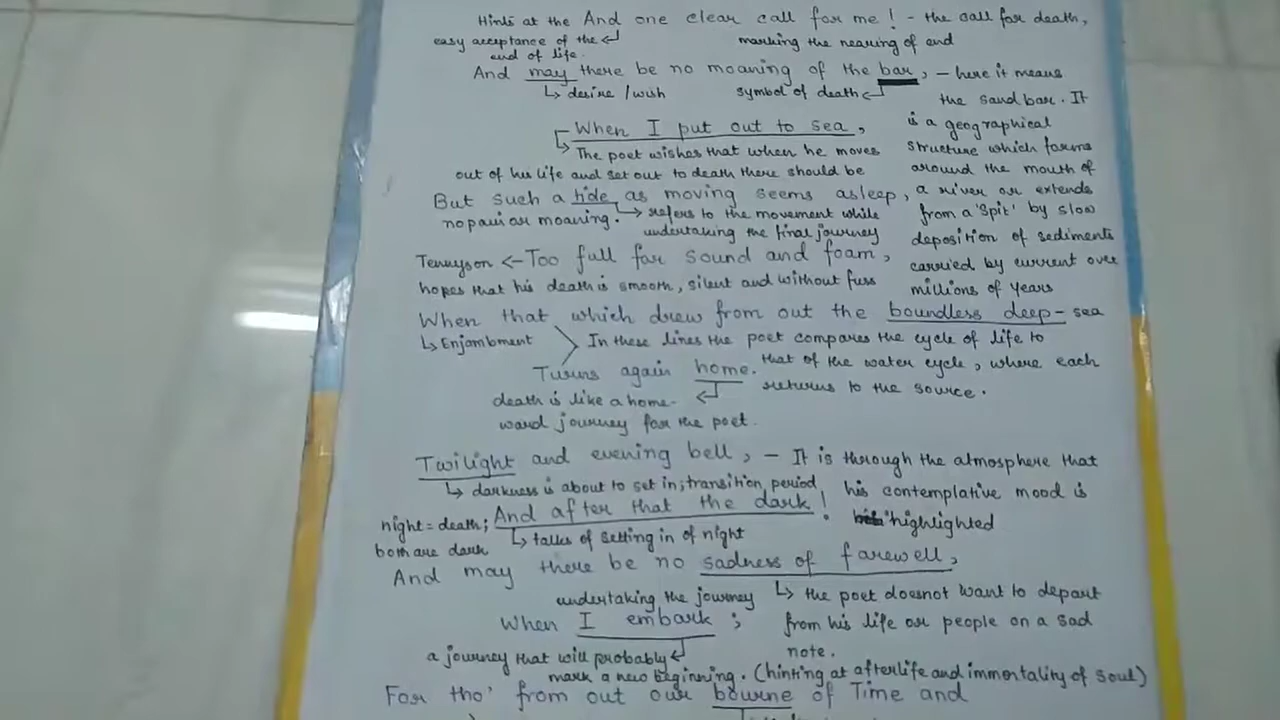 Hints at the And one clear call for me! - the call for death,
easy acceptance of the marking the nearing of end
end of life.
And may there be no moaning of the bar, - here it means
desire / wish symbol of death the sand bar. It
When I put out to sea, is a geographical
The poet wishes that when he moves structure which forms
out of his life and set out to death there should be around the mouth of
But such a tide as moving seems asleep, a river or extends
no pain or moaning. refers to the movement while from a 'spit' by slow
undertaking the final journey deposition of sediments
Tennyson Too full for sound and foam, carried by current over
hopes that his death is smooth, silent and without fuss millions of years
When that which drew from out the boundless deep - sea
Enjambment In these lines the poet compares the cycle of life to
Turns again home. that of the water cycle, where each
death is like a home- returns to the source.
ward journey for the poet.
Twilight and evening bell, - It is through the atmosphere that
darkness is about to set in; transition period his contemplative mood is
night = death; And after that the dark! highlighted
both are dark talks of setting in of night
And may there be no sadness of farewell,
undertaking the journey the poet doesnot want to depart
When I embark; from his life or people on a sad
a journey that will probably note.
mark a new beginning. (hinting at afterlife and immortality of soul)
For tho' from out our bourne of Time and